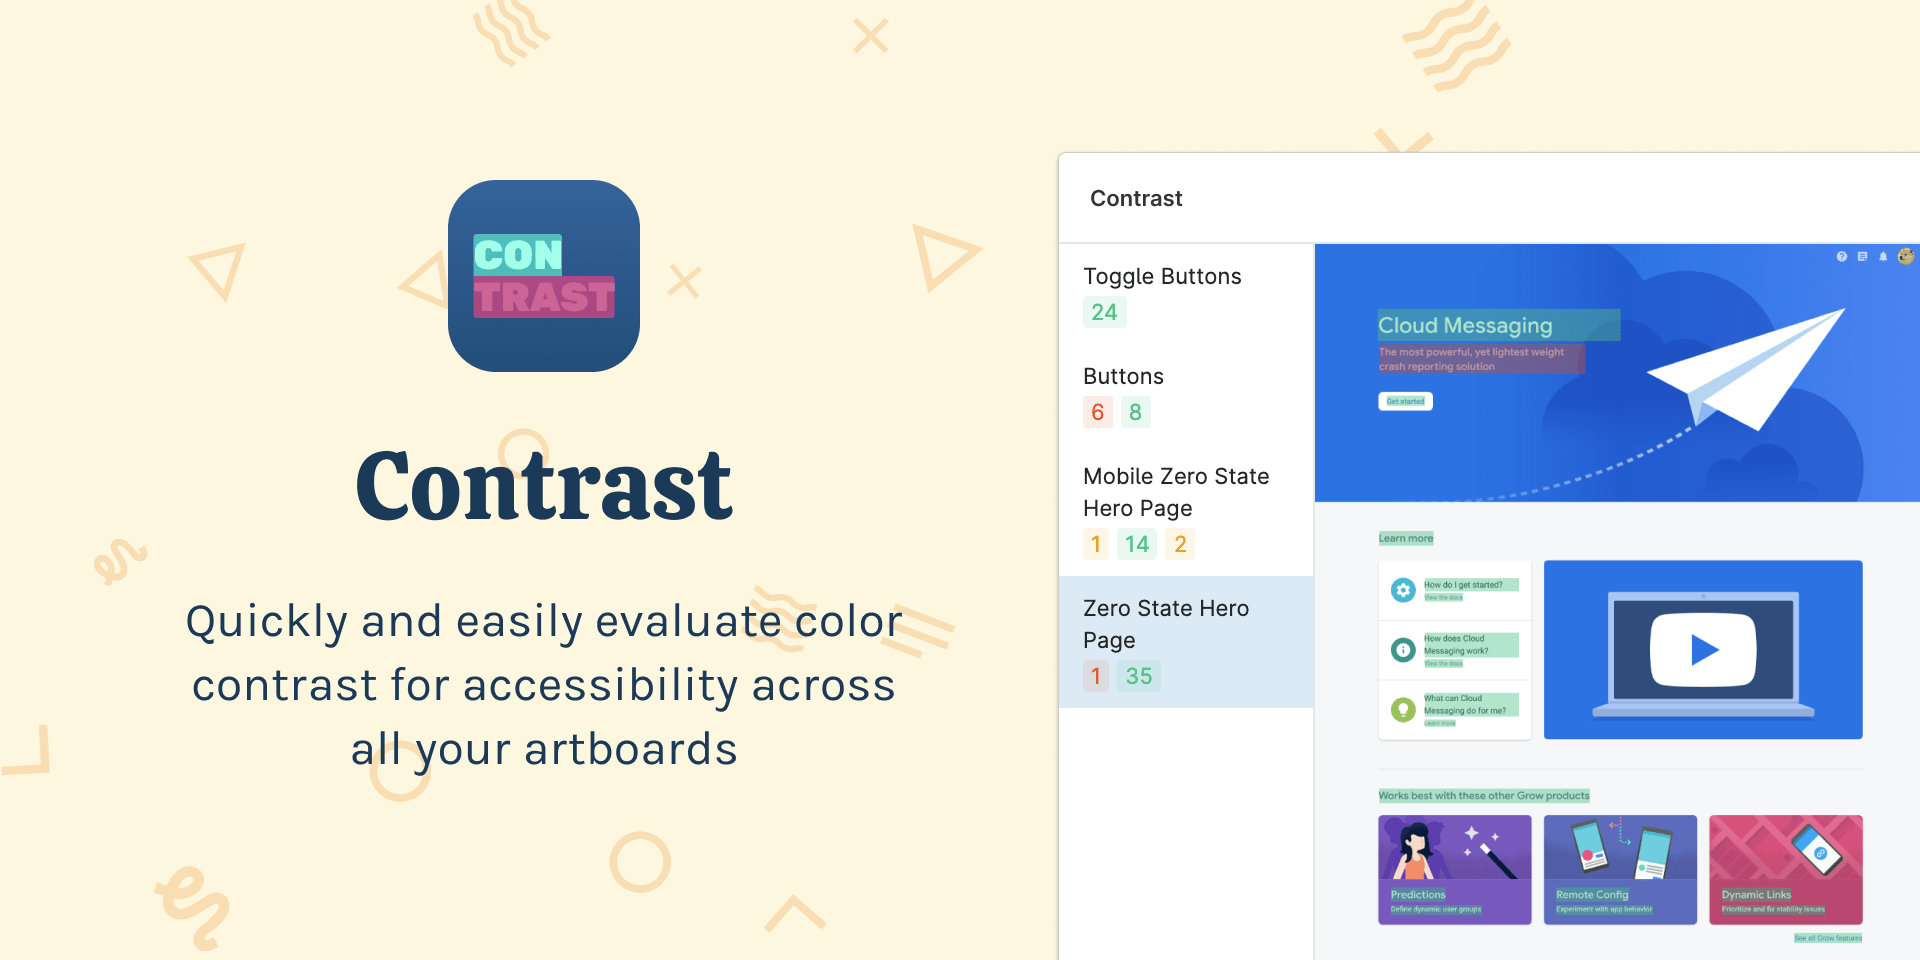 CON
TRAST
Contrast
Quickly and easily evaluate color
contrast for accessibility across
all your artboards
Contrast
Toggle Buttons
24
Buttons
6 8
Mobile Zero State
Hero Page
1 14 2
Zero State Hero
Page
1 35
Cloud Messaging
The most powerful, yet lightest weight
crash reporting solution
Get started
Learn more
How do I get started?
View the docs
How does Cloud
Messaging work?
View the docs
What can Cloud
Messaging do for me?
Learn more
Works best with these other Grow products
Predictions
Define dynamic user groups
Remote Config
Experiment with app behavior
Dynamic Links
Prioritize and fix stability issues
See all Grow features